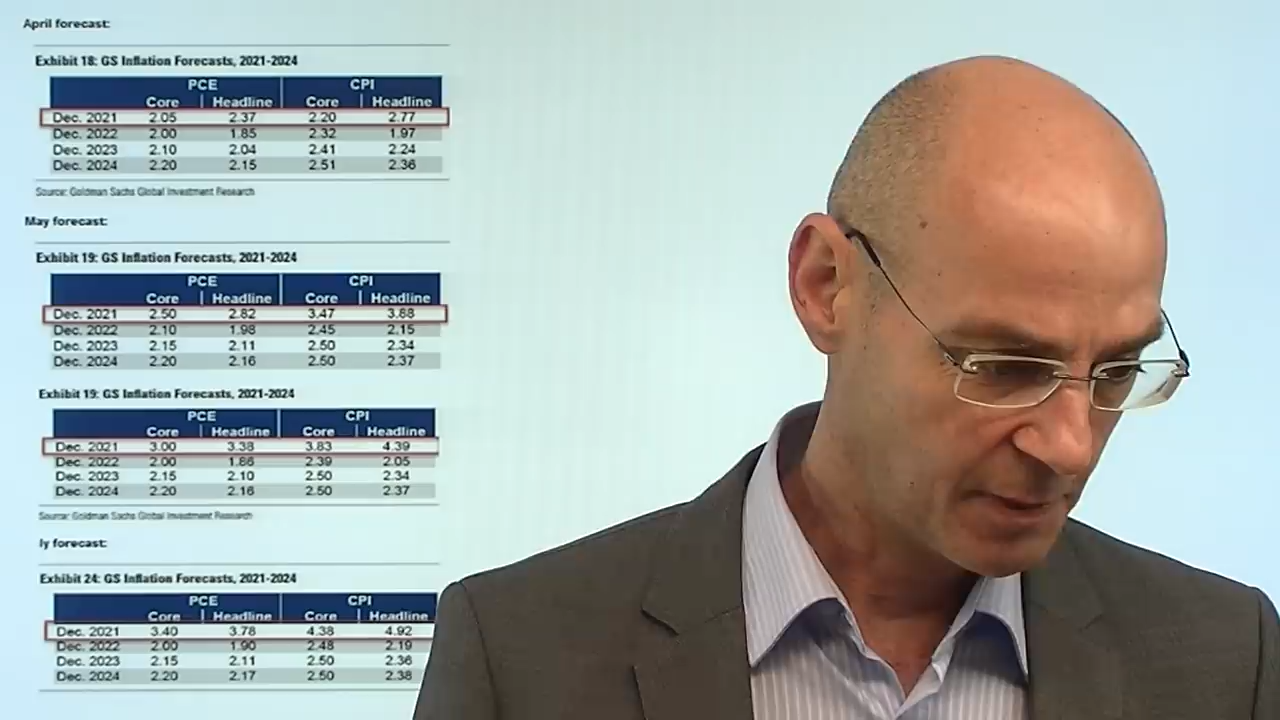 April forecast:
Exhibit 18: GS Inflation Forecasts, 2021-2024
PCE CPI
Core Headline Core Headline
Dec. 2021 2.05 2.37 2.20 2.77
Dec. 2022 2.00 1.85 2.32 1.97
Dec. 2023 2.10 2.04 2.41 2.24
Dec. 2024 2.20 2.15 2.51 2.36
Source: Goldman Sachs Global Investment Research
May forecast:
Exhibit 19: GS Inflation Forecasts, 2021-2024
PCE CPI
Core Headline Core Headline
Dec. 2021 2.50 2.82 3.47 3.88
Dec. 2022 2.10 1.98 2.45 2.15
Dec. 2023 2.15 2.11 2.50 2.34
Dec. 2024 2.20 2.16 2.50 2.37
Exhibit 19: GS Inflation Forecasts, 2021-2024
PCE CPI
Core Headline Core Headline
Dec. 2021 3.00 3.38 3.83 4.39
Dec. 2022 2.00 1.86 2.39 2.05
Dec. 2023 2.15 2.10 2.50 2.34
Dec. 2024 2.20 2.16 2.50 2.37
Source: Goldman Sachs Global Investment Research
ly forecast:
Exhibit 24: GS Inflation Forecasts, 2021-2024
PCE CPI
Core Headline Core Headline
Dec. 2021 3.40 3.78 4.38 4.92
Dec. 2022 2.00 1.90 2.48 2.19
Dec. 2023 2.15 2.11 2.50 2.36
Dec. 2024 2.20 2.17 2.50 2.38